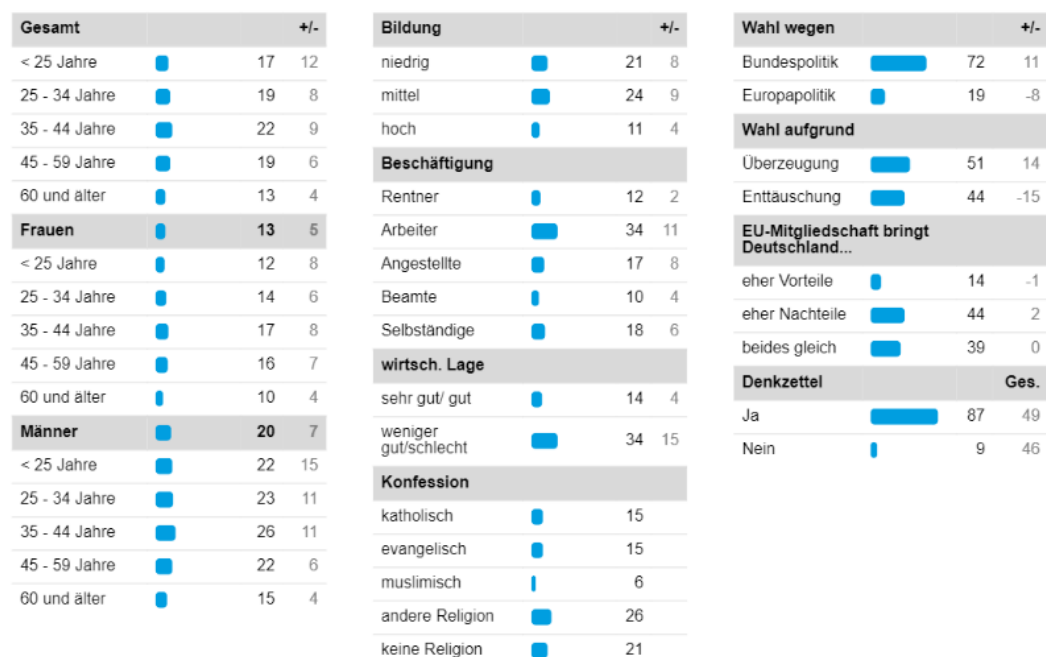 Gesamt +/-
< 25 Jahre 17 12
25 - 34 Jahre 19 8
35 - 44 Jahre 22 9
45 - 59 Jahre 19 6
60 und älter 13 4
Frauen 13 5
< 25 Jahre 12 8
25 - 34 Jahre 14 6
35 - 44 Jahre 17 8
45 - 59 Jahre 16 7
60 und älter 10 4
Männer 20 7
< 25 Jahre 22 15
25 - 34 Jahre 23 11
35 - 44 Jahre 26 11
45 - 59 Jahre 22 6
60 und älter 15 4
Bildung +/-
niedrig 21 8
mittel 24 9
hoch 11 4
Beschäftigung
Rentner 12 2
Arbeiter 34 11
Angestellte 17 8
Beamte 10 4
Selbständige 18 6
wirtsch. Lage
sehr gut/ gut 14 4
weniger
gut/schlecht 34 15
Konfession
katholisch 15
evangelisch 15
muslimisch 6
andere Religion 26
keine Religion 21
Wahl wegen +/-
Bundespolitik 72 11
Europapolitik 19 -8
Wahl aufgrund
Überzeugung 51 14
Enttäuschung 44 -15
EU-Mitgliedschaft bringt
Deutschland...
eher Vorteile 14 -1
eher Nachteile 44 2
beides gleich 39 0
Denkzettel Ges.
Ja 87 49
Nein 9 46